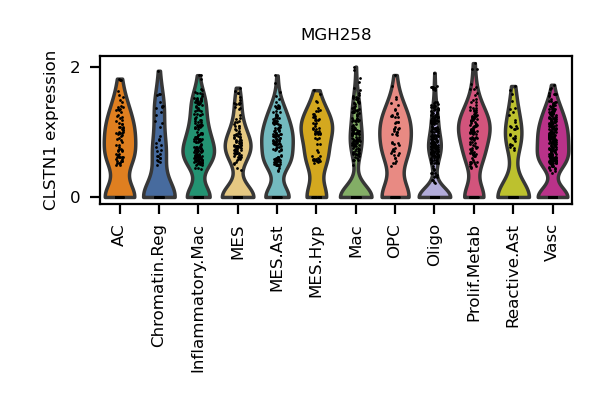 MGH258
CLSTN1 expression
2
0
AC
Chromatin.Reg
Inflammatory.Mac
MES
MES.Ast
MES.Hyp
Mac
OPC
Oligo
Prolif.Metab
Reactive.Ast
Vasc